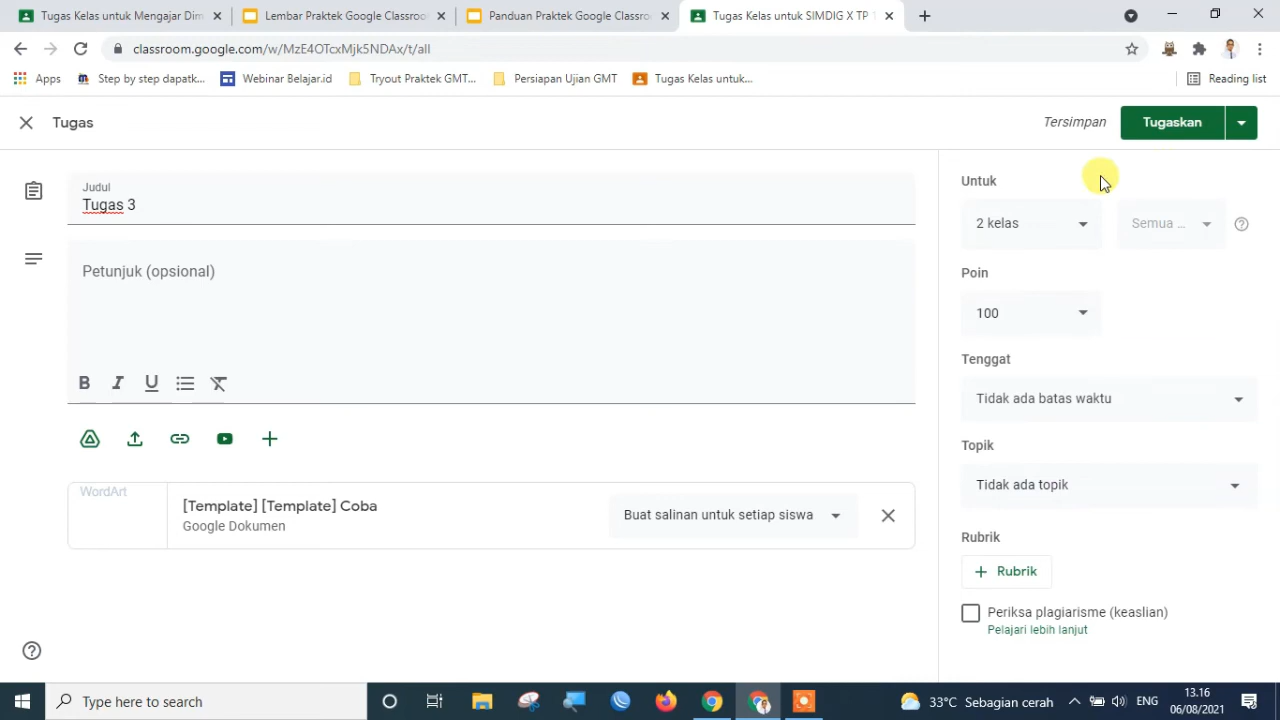 Tugas Kelas untuk Mengajar Dim
Lembar Praktek Google Classro
Panduan Praktek Google Classro
Tugas Kelas untuk SIMDIG X TP 1
classroom.google.com/w/MzE4OTcxMjk5NDAx/t/all
Apps
Step by step dapatk...
Webinar Belajar.id
Tryout Praktek GMT...
Persiapan Ujian GMT
Tugas Kelas untuk...
Reading list
Tugas
Tersimpan
Tugaskan
Judul
Tugas 3
Petunjuk (opsional)
B I U
WordArt
[Template] [Template] Coba
Google Dokumen
Buat salinan untuk setiap siswa
Untuk
2 kelas
Semua ...
Poin
100
Tenggat
Tidak ada batas waktu
Topik
Tidak ada topik
Rubrik
+ Rubrik
Periksa plagiarisme (keaslian)
Pelajari lebih lanjut
Type here to search
33°C Sebagian cerah
ENG
13.16
06/08/2021